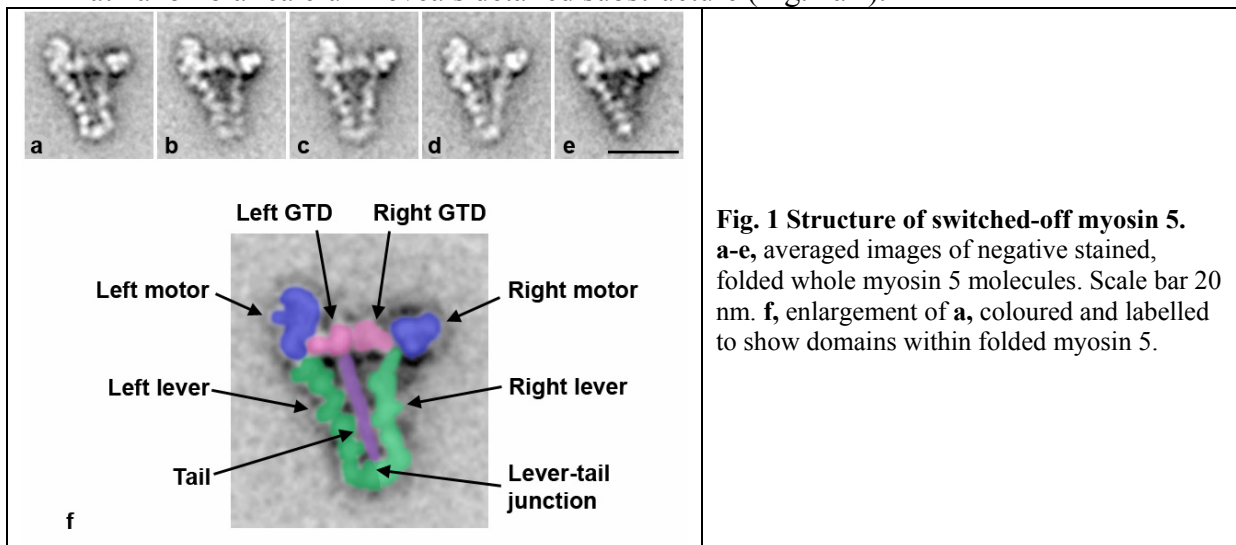 a
b
c
d
e
Left GTD
Right GTD
Left motor
Right motor
Left lever
Right lever
Tail
Lever-tail
junction
f
Fig. 1 Structure of switched-off myosin 5.
a-e, averaged images of negative stained,
folded whole myosin 5 molecules. Scale bar 20
nm. f, enlargement of a, coloured and labelled
to show domains within folded myosin 5.